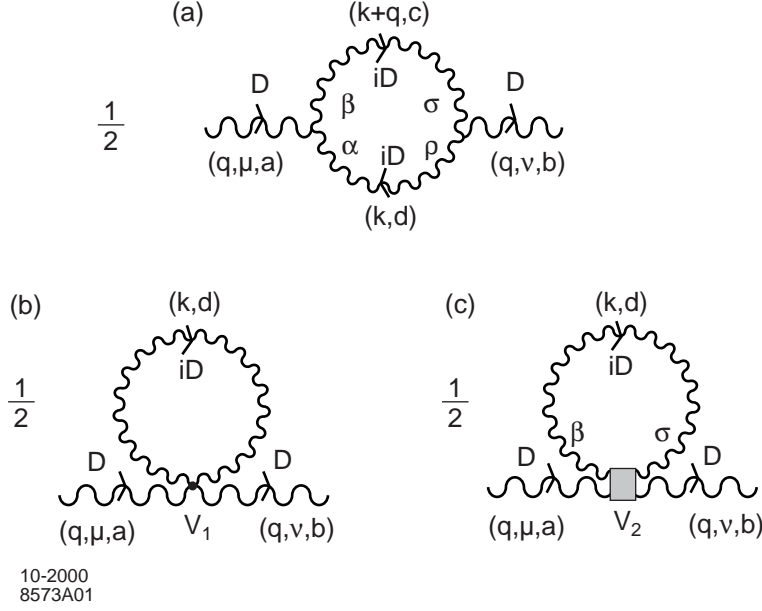 (a)
(k+q,c)
iD
D
D
β
σ
1
2
α
iD
ρ
(q,μ,a)
(q,ν,b)
(k,d)
(b)
(k,d)
iD
1
2
D
D
(q,μ,a)
V1
(q,ν,b)
(c)
(k,d)
iD
1
2
β
σ
D
D
(q,μ,a)
V2
(q,ν,b)
10-2000
8573A01